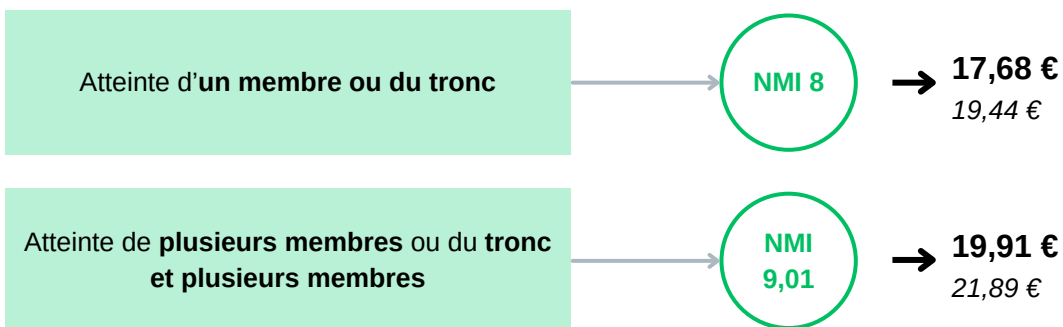 Atteinte d’un membre ou du tronc
NMI 8
17,68 €
19,44 €
Atteinte de plusieurs membres ou du tronc
et plusieurs membres
NMI
9,01
19,91 €
21,89 €